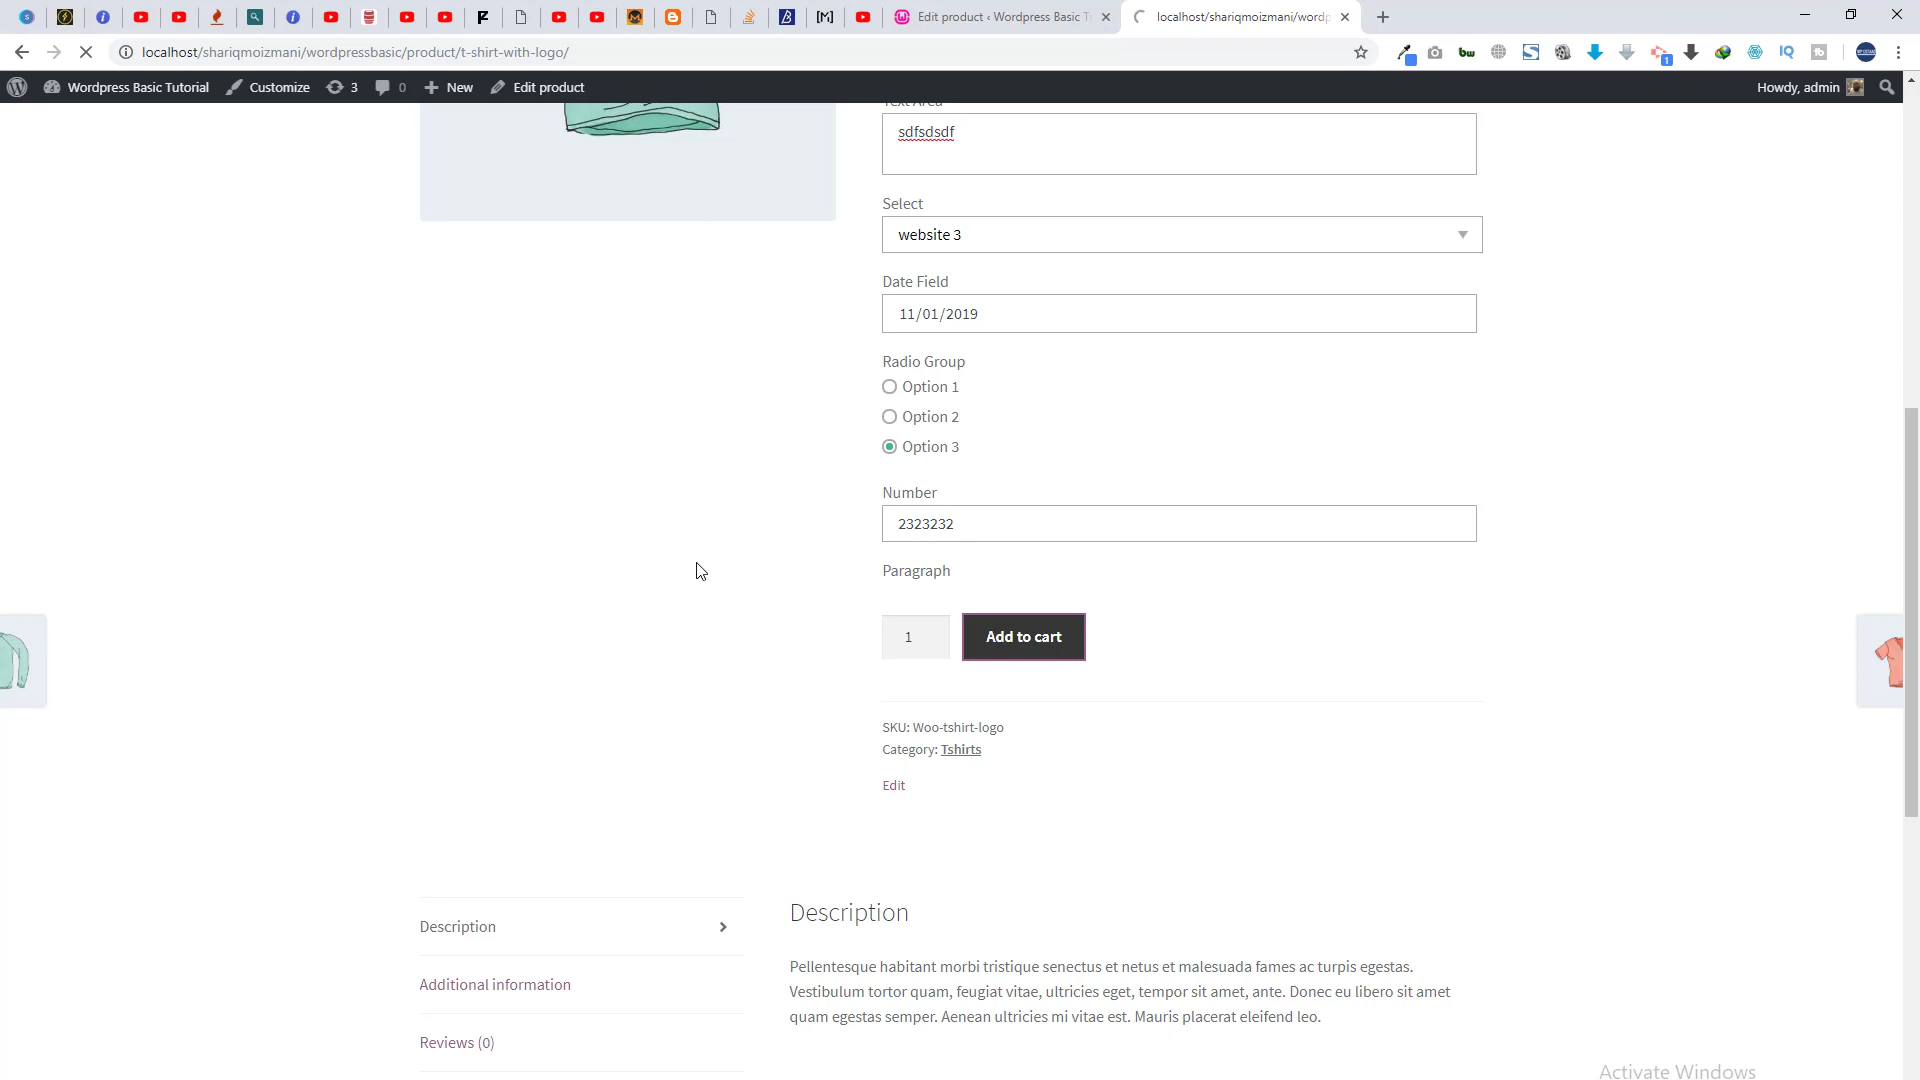 Edit product ‹ Wordpress Basic T
localhost/shariqmoizmani/wordp
localhost/shariqmoizmani/wordpressbasic/product/t-shirt-with-logo/
Wordpress Basic Tutorial
Customize
3
0
New
Edit product
Howdy, admin
Text Area
sdfsdsdf
Select
website 3
Date Field
11/01/2019
Radio Group
Option 1
Option 2
Option 3
Number
2323232
Paragraph
1
Add to cart
SKU: Woo-tshirt-logo
Category: Tshirts
Edit
Description
Additional information
Reviews (0)
Description
Pellentesque habitant morbi tristique senectus et netus et malesuada fames ac turpis egestas.
Vestibulum tortor quam, feugiat vitae, ultricies eget, tempor sit amet, ante. Donec eu libero sit amet
quam egestas semper. Aenean ultricies mi vitae est. Mauris placerat eleifend leo.
Activate Windows